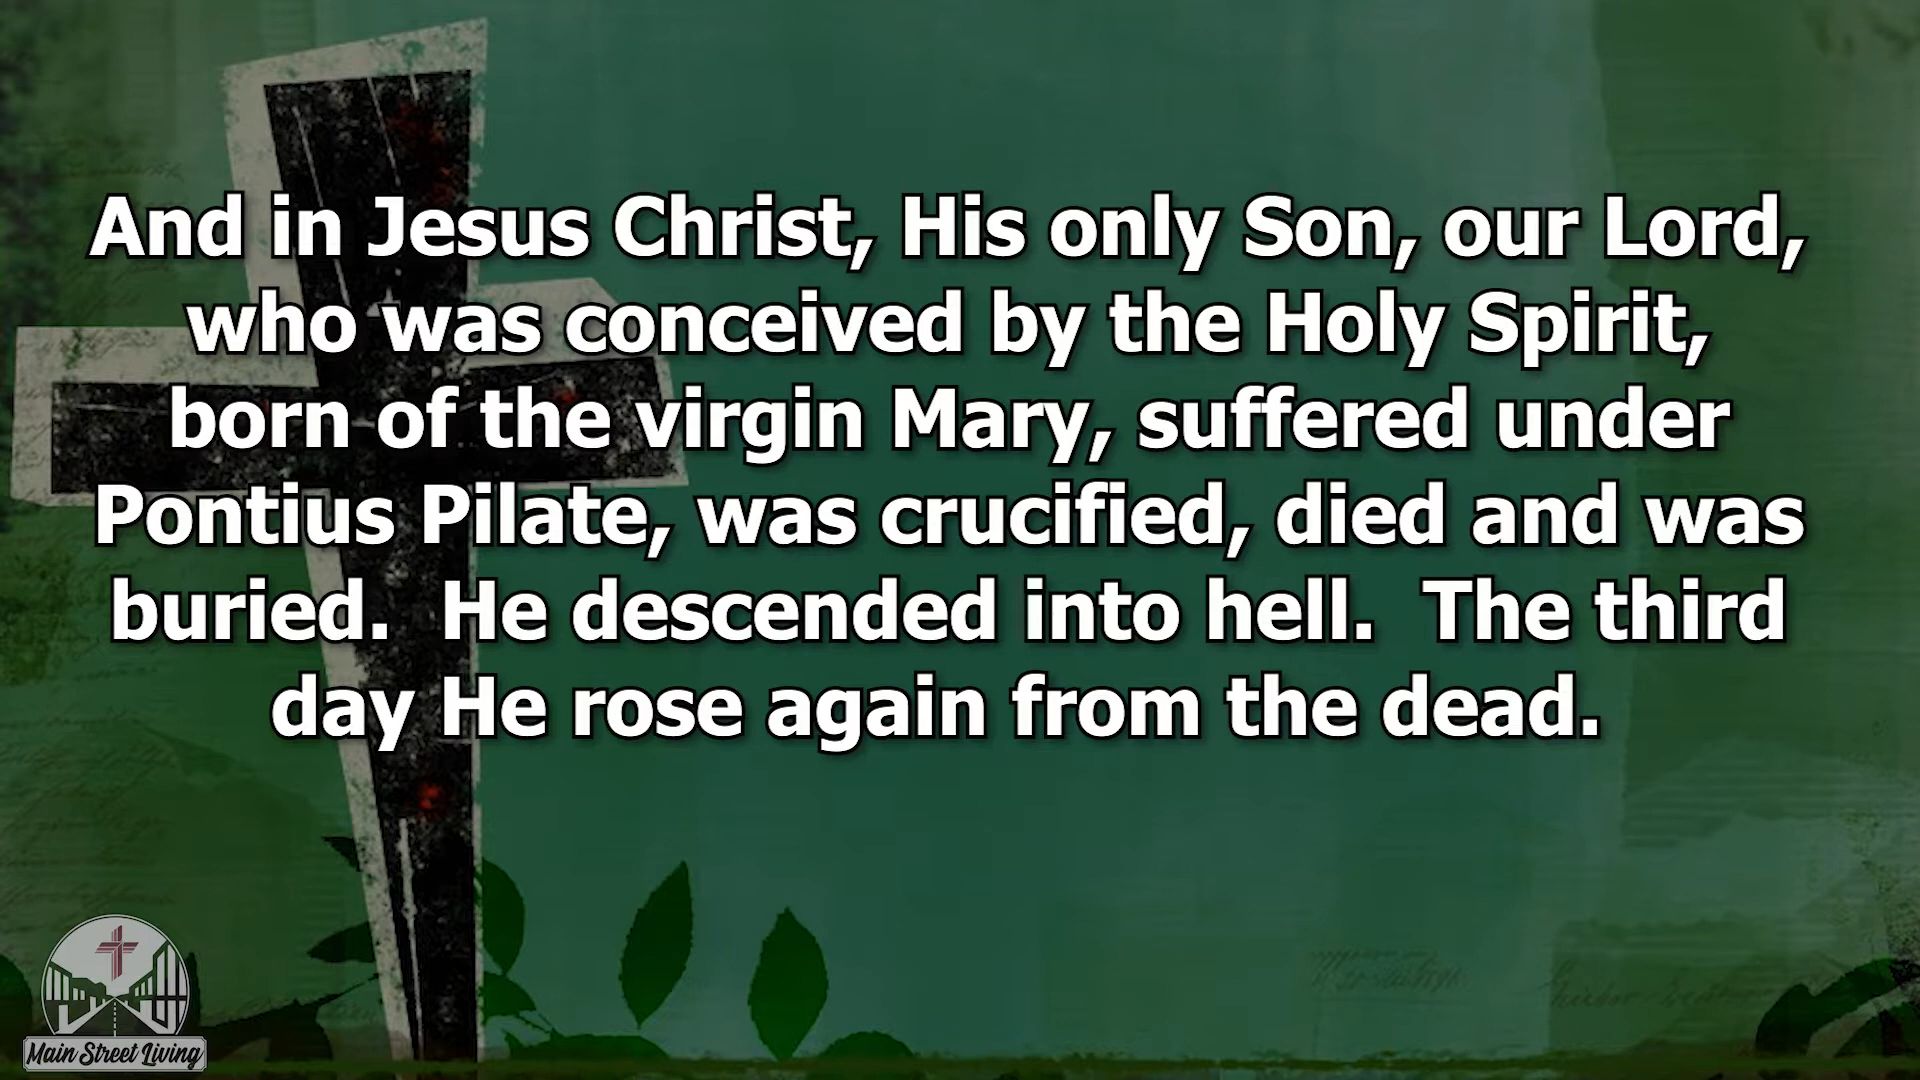 And in Jesus Christ, His only Son, our Lord,
who was conceived by the Holy Spirit,
born of the virgin Mary, suffered under
Pontius Pilate, was crucified, died and was
buried.  He descended into hell.  The third
day He rose again from the dead.
Main Street Living